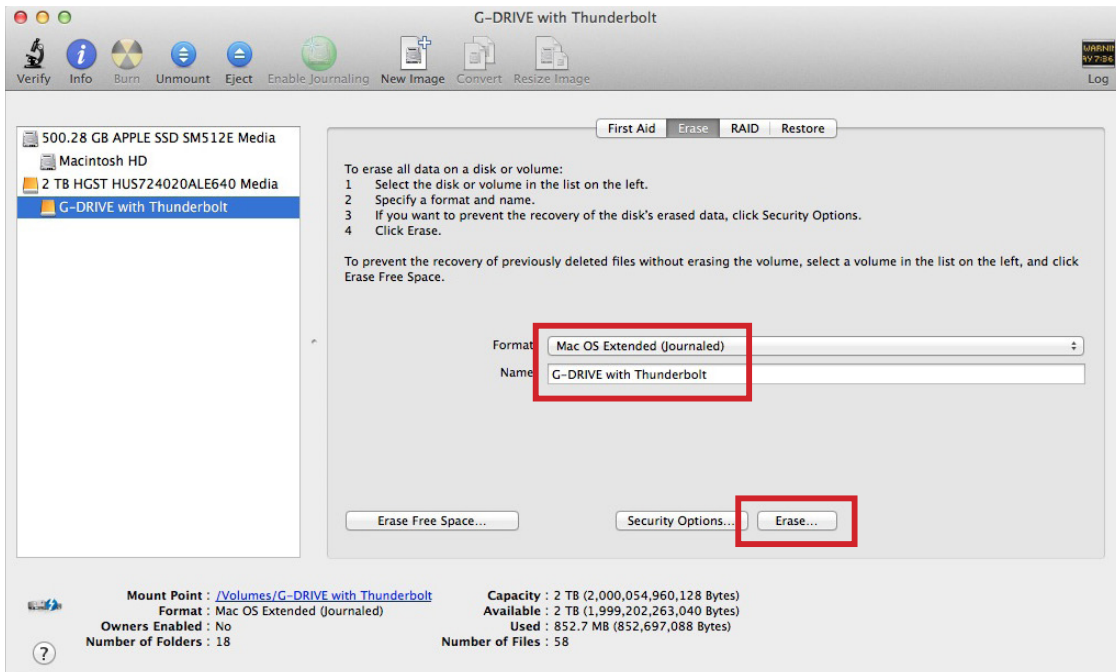 G-DRIVE with Thunderbolt
Verify Info Burn Unmount Eject Enable Journaling New Image Convert Resize Image Log
WARNIN
AY 7:36
500.28 GB APPLE SSD SM512E Media
Macintosh HD
2 TB HGST HUS724020ALE640 Media
G-DRIVE with Thunderbolt
First Aid Erase RAID Restore
To erase all data on a disk or volume:
1 Select the disk or volume in the list on the left.
2 Specify a format and name.
3 If you want to prevent the recovery of the disk's erased data, click Security Options.
4 Click Erase.
To prevent the recovery of previously deleted files without erasing the volume, select a volume in the list on the left, and click
Erase Free Space.
Format Mac OS Extended (Journaled)
Name G-DRIVE with Thunderbolt
Erase Free Space... Security Options... Erase...
Mount Point : /Volumes/G-DRIVE with Thunderbolt Capacity : 2 TB (2,000,054,960,128 Bytes)
Format : Mac OS Extended (Journaled) Available : 2 TB (1,999,202,263,040 Bytes)
Owners Enabled : No Used : 852.7 MB (852,697,088 Bytes)
Number of Folders : 18 Number of Files : 58
?